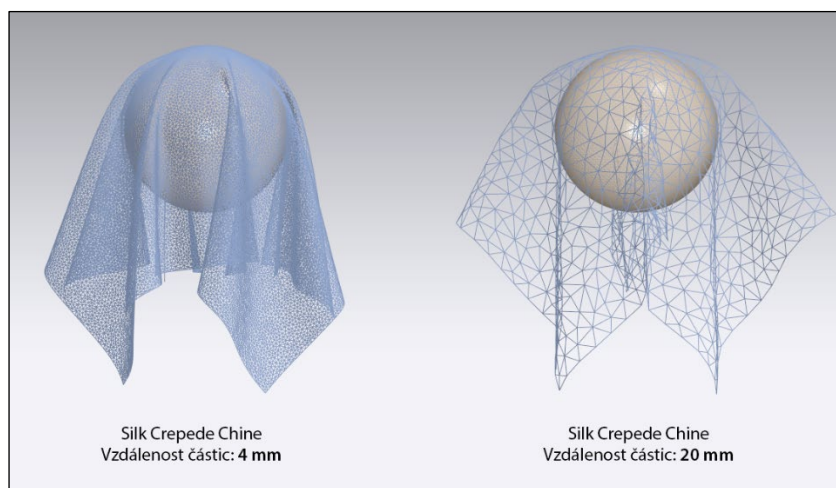 Silk Crepede Chine
Vzdálenost částic: 4 mm
Silk Crepede Chine
Vzdálenost částic: 20 mm